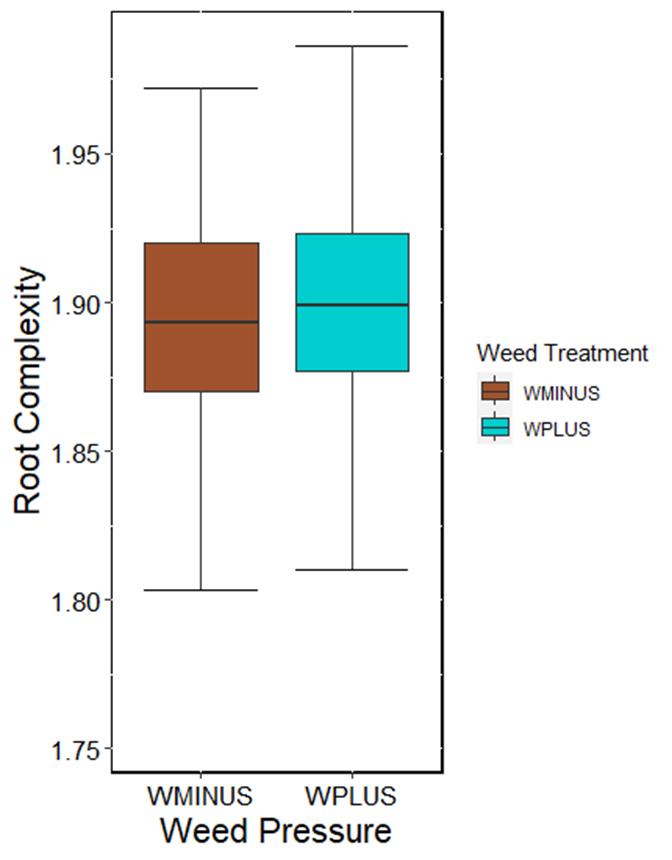 Root Complexity
1.95
1.90
1.85
1.80
1.75
WMINUS
WPLUS
Weed Pressure
Weed Treatment
WMINUS
WPLUS